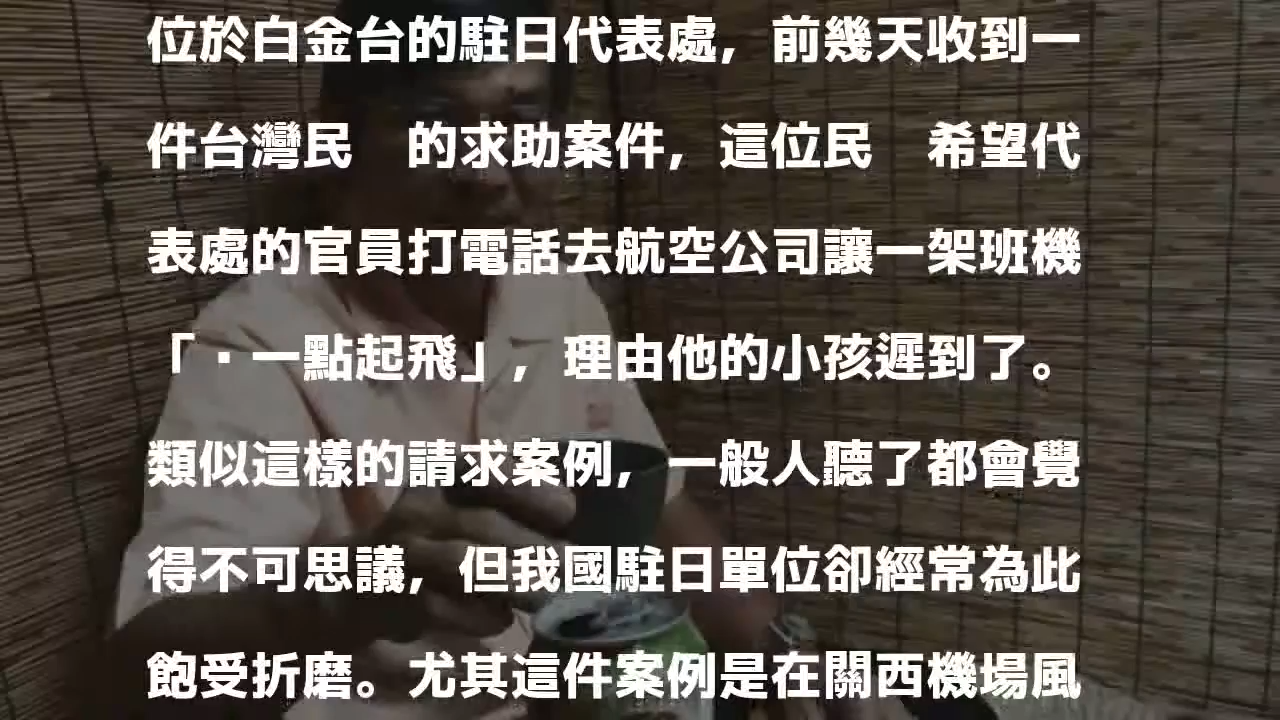 位於白金台的駐日代表處，前幾天收到一
件台灣民　的求助案件，這位民　希望代
表處的官員打電話去航空公司讓一架班機
「‧一點起飛」，理由他的小孩遲到了。
類似這樣的請求案例，一般人聽了都會覺
得不可思議，但我國駐日單位卻經常為此
飽受折磨。尤其這件案例是在關西機場風